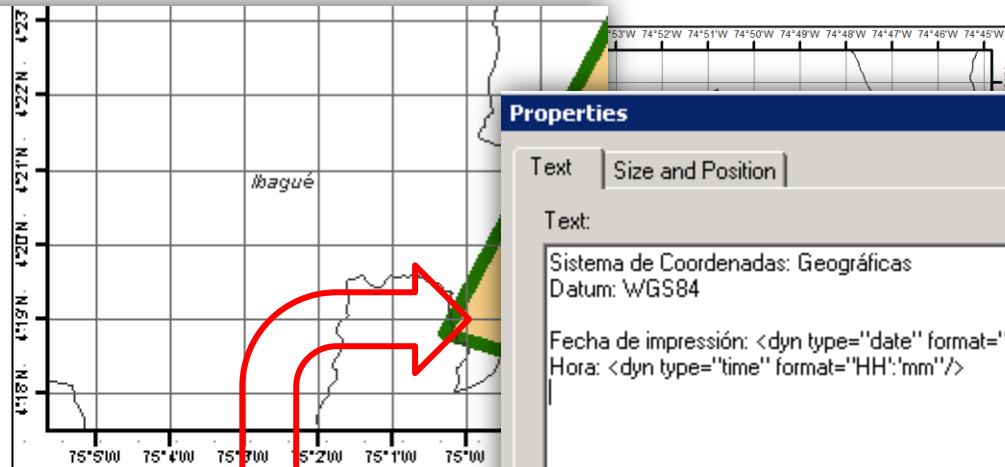 4°23'
4°22'N
4°21'N
4°20'N
4°19'N
4°18'N
Ibagué
75°5'W 75°4'W 75°3'W 75°2'W 75°1'W 75°W
53'W 74°52'W 74°51'W 74°50'W 74°49'W 74°48'W 74°47'W 74°46'W 74°45'W
Properties
Text Size and Position
Text:
Sistema de Coordenadas: Geográficas
Datum: WGS84
Fecha de impressión: <dyn type="date" format="
Hora: <dyn type="time" format="HH':'mm"/>